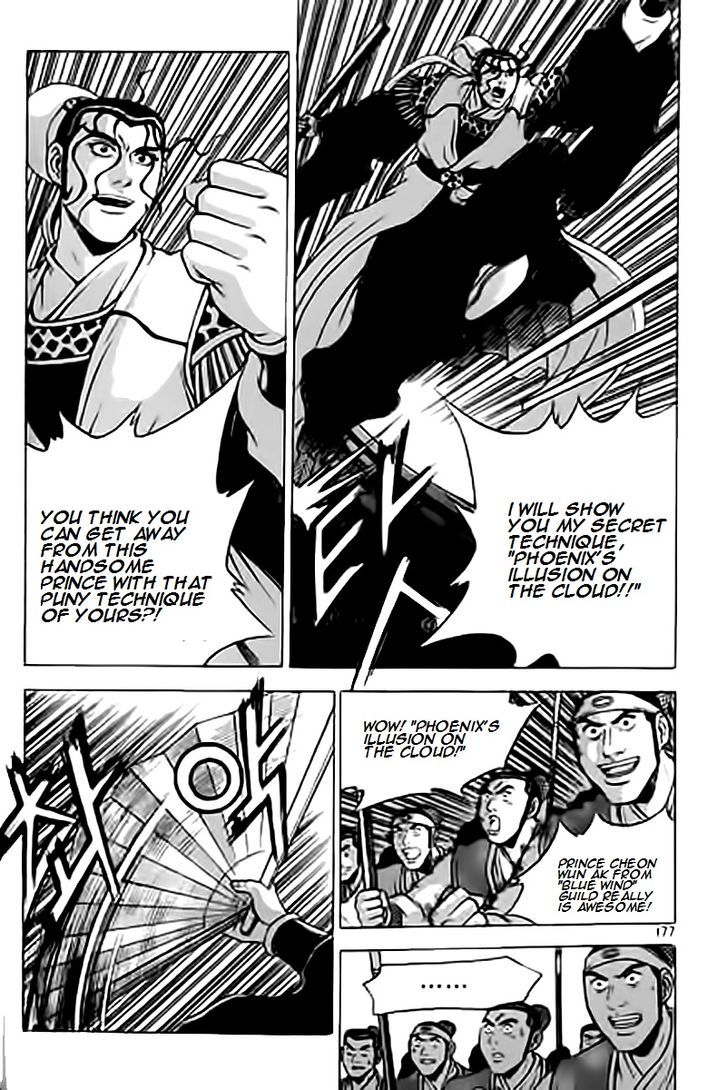 YOU THINK YOU
CAN GET AWAY
FROM THIS
HANDSOME
PRINCE WITH THAT
PUNY TECHNIQUE
OF YOURS?!
I WILL SHOW
YOU MY SECRET
TECHNIQUE,
"PHOENIX'S
ILLUSION ON
THE CLOUD!!"
WOW! "PHOENIX'S
ILLUSION ON
THE CLOUD!"
PRINCE CHEON
WUN AK FROM
"BLUE WIND"
GUILD REALLY
IS AWESOME!
177
......